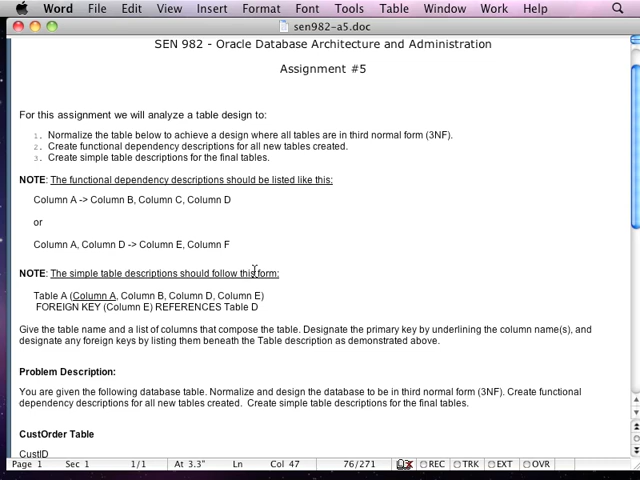 Word File Edit View Insert Format Font Tools Table Window Work Help
sen982-a5.doc
SEN 982 - Oracle Database Architecture and Administration
Assignment #5
For this assignment we will analyze a table design to:
1. Normalize the table below to achieve a design where all tables are in third normal form (3NF).
2. Create functional dependency descriptions for all new tables created.
3. Create simple table descriptions for the final tables.
NOTE: The functional dependency descriptions should be listed like this:
Column A -> Column B, Column C, Column D
or
Column A, Column D -> Column E, Column F
NOTE: The simple table descriptions should follow this form:
Table A (Column A, Column B, Column D, Column E)
FOREIGN KEY (Column E) REFERENCES Table D
Give the table name and a list of columns that compose the table. Designate the primary key by underlining the column name(s), and
designate any foreign keys by listing them beneath the Table description as demonstrated above.
Problem Description:
You are given the following database table. Normalize and design the database to be in third normal form (3NF). Create functional
dependency descriptions for all new tables created. Create simple table descriptions for the final tables.
CustOrder Table
CustID
Page 1 Sec 1 1/1 At 3.3" Ln Col 47 76/271 REC TRK EXT OVR